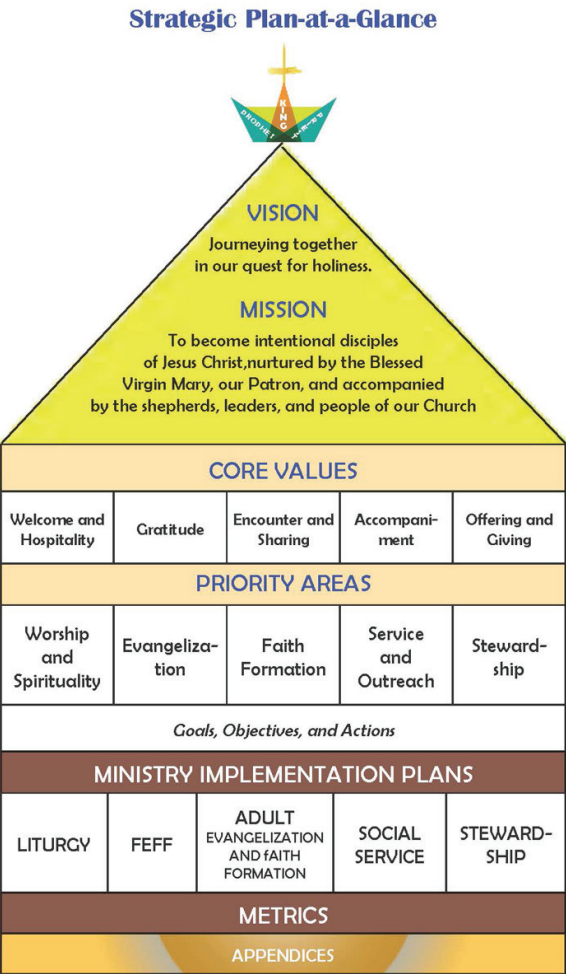 Strategic Plan-at-a-Glance
PROPHET
KING
PRIEST
VISION
Journeying together
in our quest for holiness.
MISSION
To become intentional disciples
of Jesus Christ,nurtured by the Blessed
Virgin Mary, our Patron, and accompanied
by the shepherds, leaders, and people of our Church
CORE VALUES
Welcome and
Hospitality
Gratitude
Encounter and
Sharing
Accompani-
ment
Offering and
Giving
PRIORITY AREAS
Worship
and
Spirituality
Evangeliza-
tion
Faith
Formation
Service
and
Outreach
Steward-
ship
Goals, Objectives, and Actions
MINISTRY IMPLEMENTATION PLANS
LITURGY
FEFF
ADULT
EVANGELIZATION
AND fAITH
FORMATION
SOCIAL
SERVICE
STEWARD-
SHIP
METRICS
APPENDICES